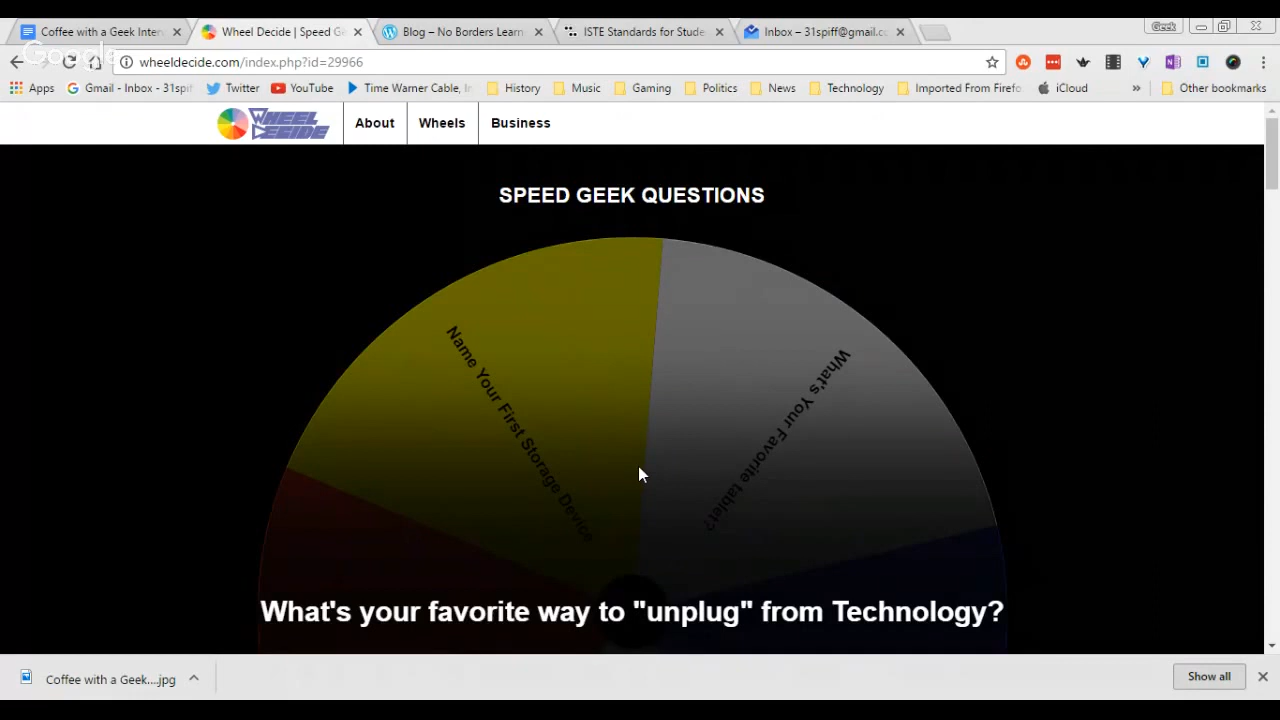 Coffee with a Geek Inter
Wheel Decide | Speed Ge
Blog – No Borders Learn
ISTE Standards for Stude
Inbox – 31spiff@gmail.co
Geek
Google
wheeldecide.com/index.php?id=29966
Apps
Gmail - Inbox - 31spif
Twitter
YouTube
Time Warner Cable, In
History
Music
Gaming
Politics
News
Technology
Imported From Firefo
iCloud
»
Other bookmarks
WHEEL
DECIDE
About
Wheels
Business
SPEED GEEK QUESTIONS
Name Your First Storage Device
What's Your Favorite tablet?
What's your favorite way to "unplug" from Technology?
Coffee with a Geek....jpg
Show all